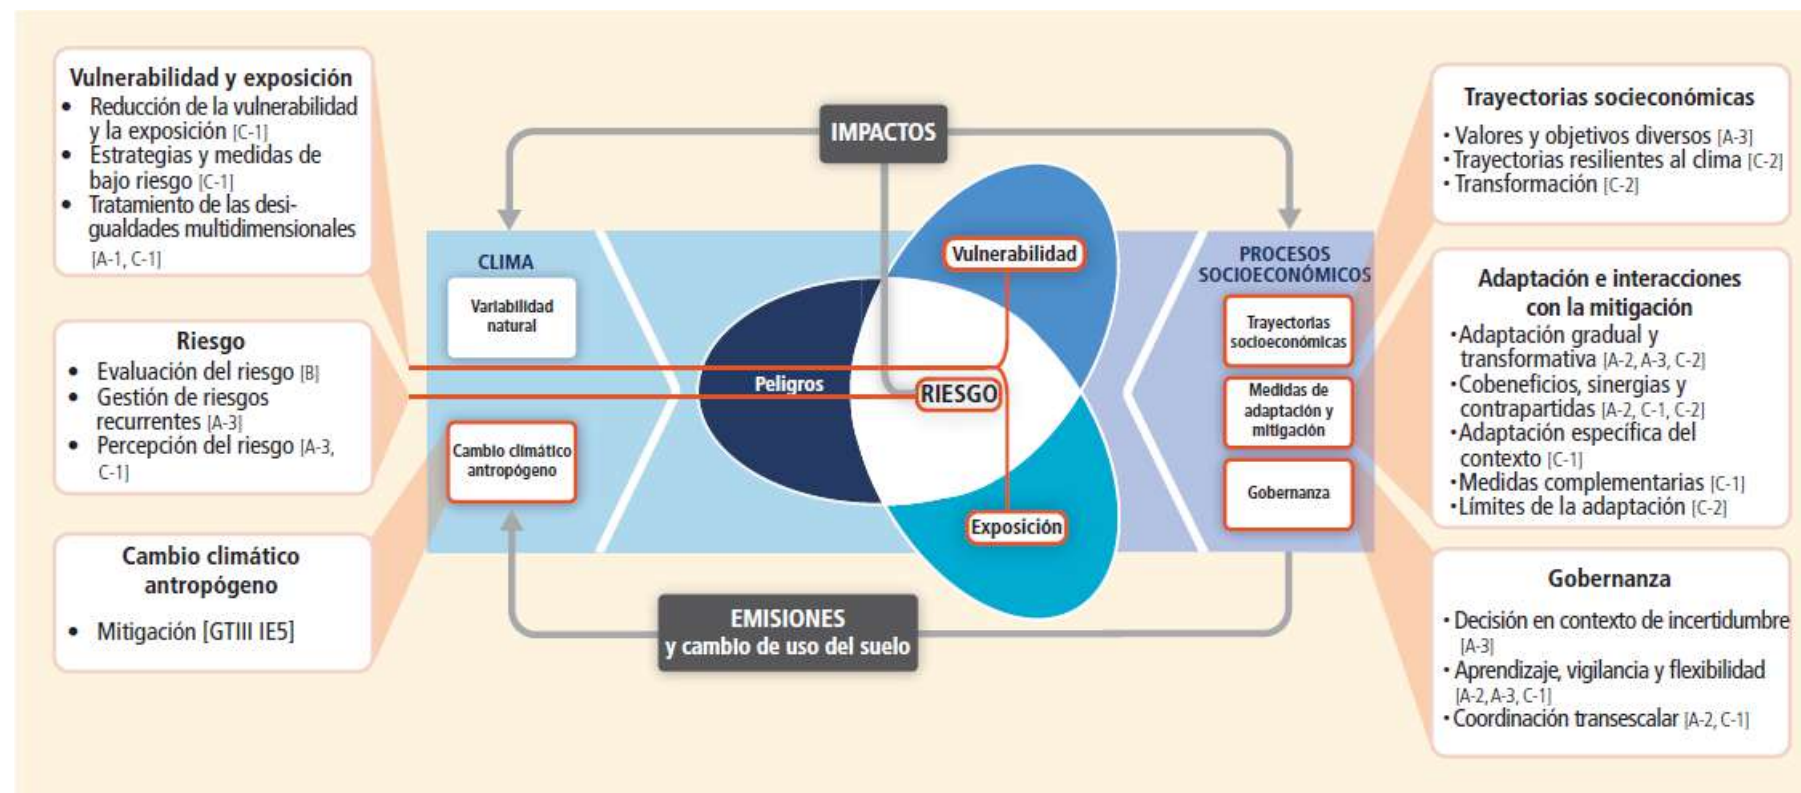 Vulnerabilidad y exposición
• Reducción de la vulnerabilidad
y la exposición [C-1]
• Estrategias y medidas de
bajo riesgo [C-1]
• Tratamiento de las desi-
gualdades multidimensionales
[A-1, C-1]
Riesgo
• Evaluación del riesgo [B]
• Gestión de riesgos
recurrentes [A-3]
• Percepción del riesgo [A-3,
C-1]
Cambio climático
antropógeno
• Mitigación [GTIII IE5]
IMPACTOS
CLIMA
Variabilidad
natural
Cambio climático
antropógeno
Peligros
Vulnerabilidad
RIESGO
Exposición
EMISIONES
y cambio de uso del suelo
PROCESOS
SOCIOECONÓMICOS
Trayectorias
socioeconómicas
Medidas de
adaptación y
mitigación
Gobernanza
Trayectorias socieconómicas
• Valores y objetivos diversos [A-3]
• Trayectorias resilientes al clima [C-2]
• Transformación [C-2]
Adaptación e interacciones
con la mitigación
• Adaptación gradual y
transformativa [A-2, A-3, C-2]
• Cobeneficios, sinergias y
contrapartidas [A-2, C-1, C-2]
• Adaptación específica del
contexto [C-1]
• Medidas complementarias [C-1]
• Límites de la adaptación [C-2]
Gobernanza
• Decisión en contexto de incertidumbre
[A-3]
• Aprendizaje, vigilancia y flexibilidad
[A-2, A-3, C-1]
• Coordinación transescalar [A-2, C-1]